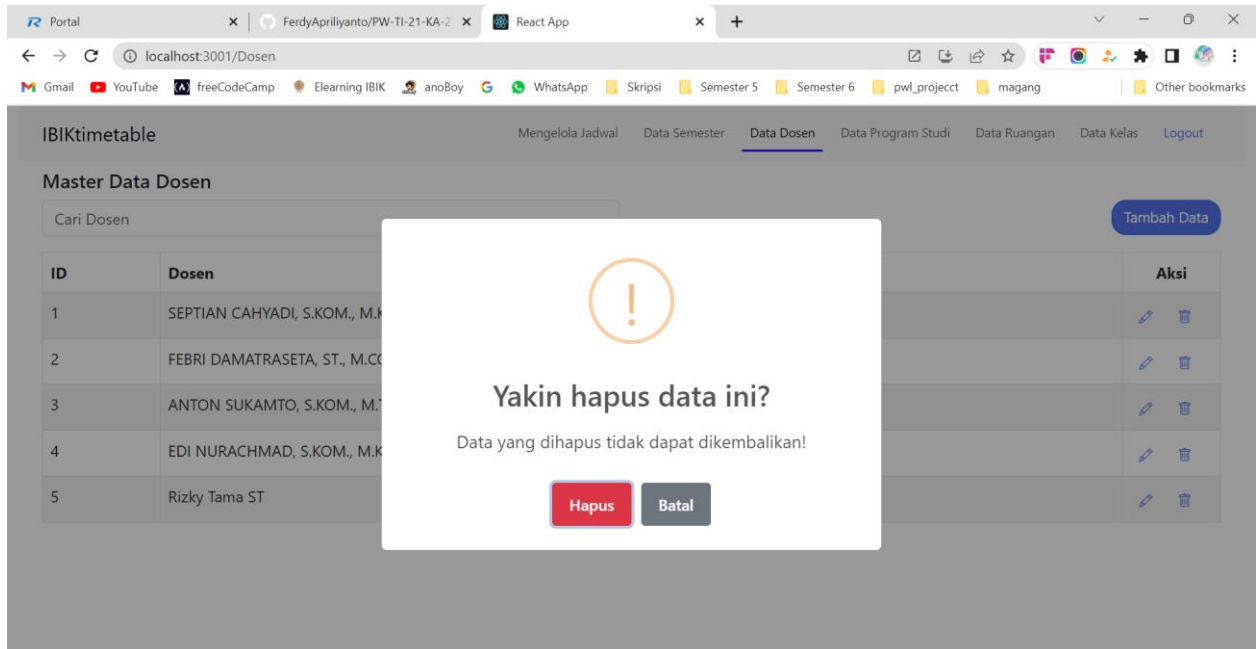 Portal
FerdyApriliyanto/PW-TI-21-KA-2
React App
localhost:3001/Dosen
Gmail YouTube freeCodeCamp Elearning IBIK anoBoy WhatsApp Skripsi Semester 5 Semester 6 pwl_projecct magang Other bookmarks
IBIKtimetable Mengelola Jadwal Data Semester Data Dosen Data Program Studi Data Ruangan Data Kelas Logout
Master Data Dosen
Cari Dosen Tambah Data
ID Dosen Aksi
1 SEPTIAN CAHYADI, S.KOM.,
2 FEBRI DAMATRASETA, ST.,
3 ANTON SUKAMTO, S.KOM.,
4 EDI NURACHMAD, S.KOM.,
5 Rizky Tama ST
!
Yakin hapus data ini?
Data yang dihapus tidak dapat dikembalikan!
Hapus Batal